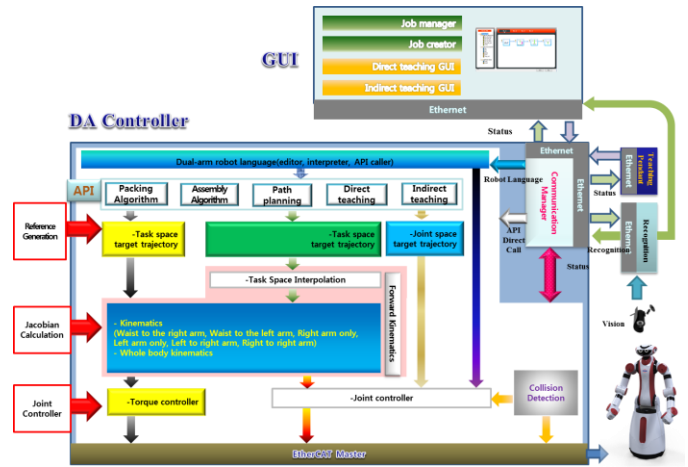 GUI
Job manager
Job creator
Direct teaching GUI
Indirect teaching GUI
Ethernet
Status
DA Controller
Dual-arm robot language(editor, interpreter, API caller)
Robot Language
Ethernet
Ethernet
Communication
Manager
Ethernet
Teaching
Pendant
Status
API
Packing
Algorithm
Assembly
Algorithm
Path
planning
Direct
teaching
Indirect
teaching
API
Direct
Call
Ethernet
Recognition
Recognition
Reference
Generation
-Task space
target trajectory
-Task space
target trajectory
-Joint space
target trajectory
Status
-Task Space Interpolation
Forward Kinematics
Vision
Jacobian
Calculation
- Kinematics
(Waist to the right arm, Waist to the left arm, Right arm only,
Left arm only, Left to right arm, Right to right arm)
- Whole body kinematics
Joint
Controller
-Torque controller
-Joint controller
Collision
Detection
EtherCAT Master